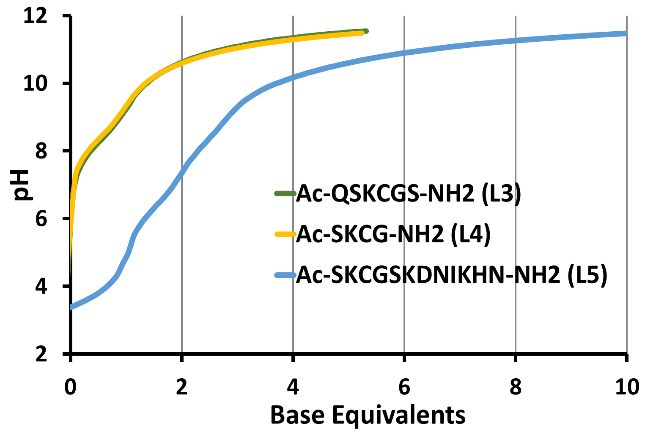 12
10
8
6
4
2
pH
Ac-QSKCGS-NH2 (L3)
Ac-SKCG-NH2 (L4)
Ac-SKCGSKDNIKHN-NH2 (L5)
0 2 4 6 8 10
Base Equivalents